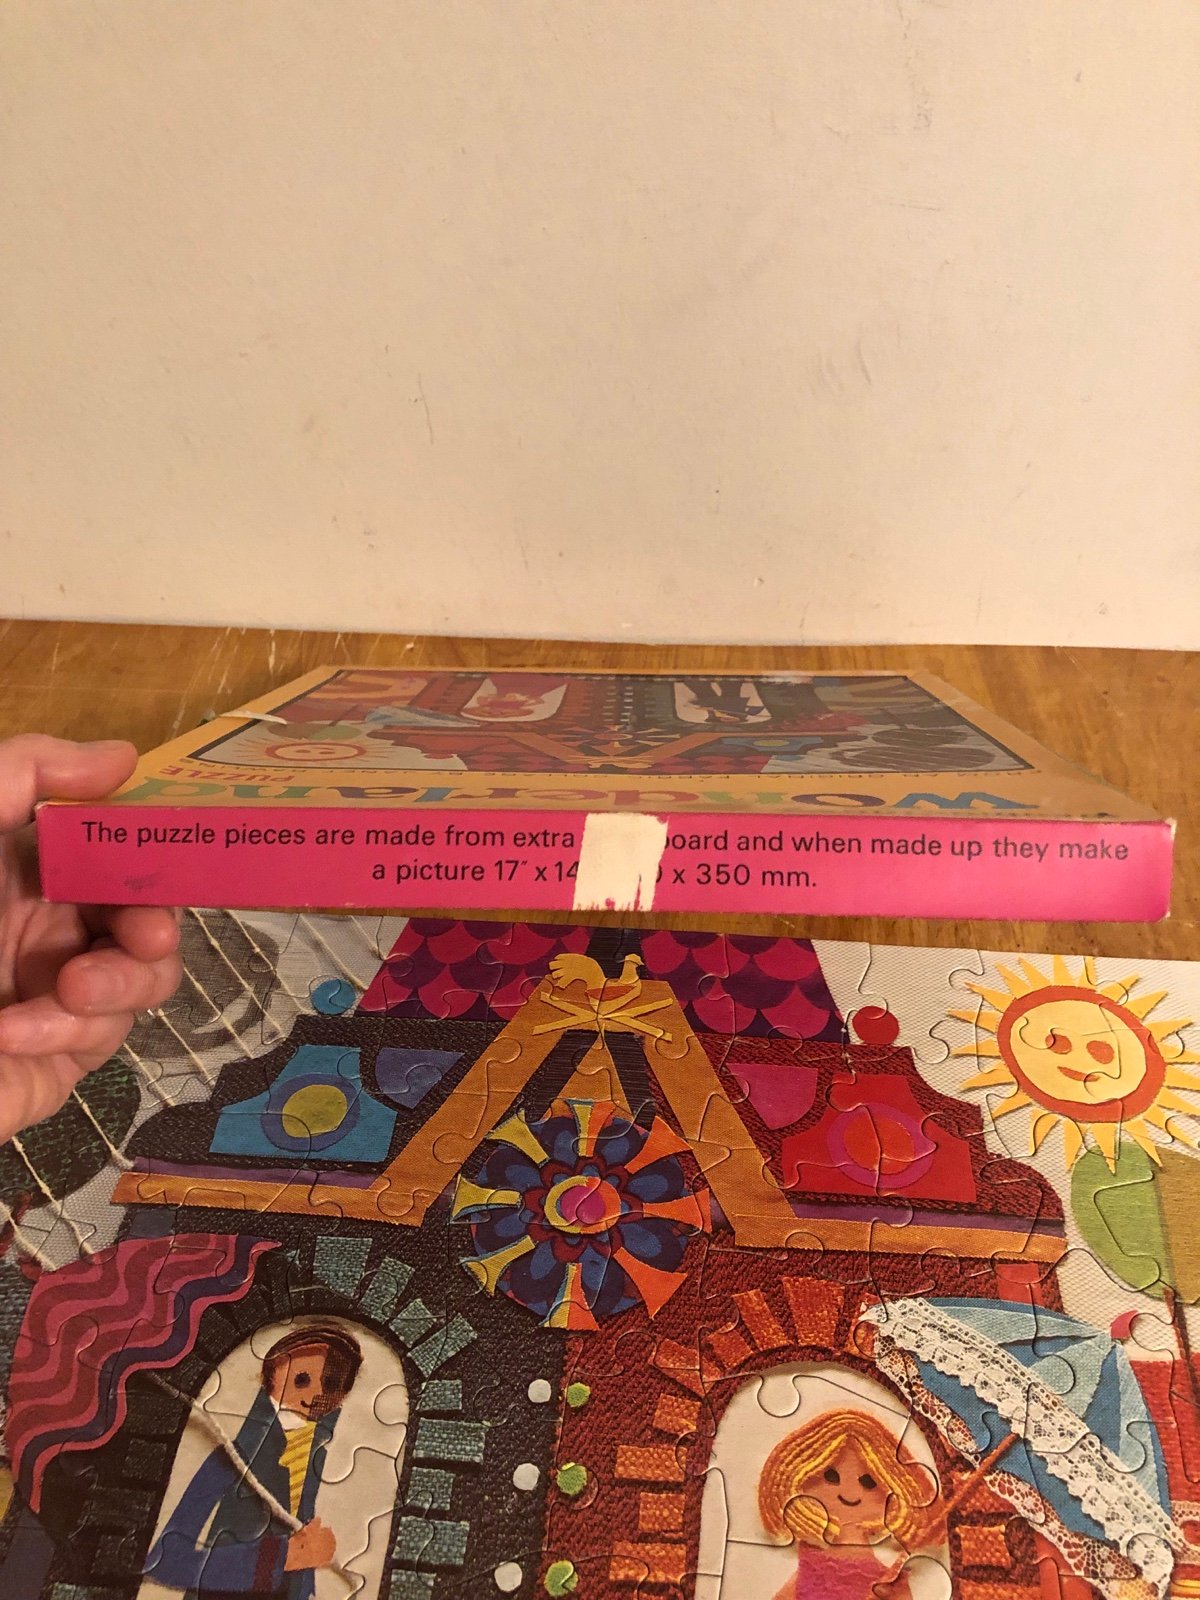 PUZZLE
Wonderland
The puzzle pieces are made from extra board and when made up they make
a picture 17″ x 14 x 350 mm.